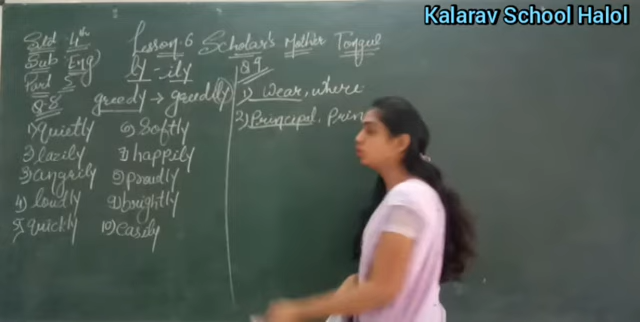 Kalarav School Halol
Std 4th
Lesson-6 Scholar's Mother Tongue
Sub Eng
ly - ily
Part 5
Q8
greedy → greedily
1) Quietly
2) lazily
3) angrily
4) loudly
5) quickly
6) Softly
7) happily
8) proudly
9) brightly
10) easily
Q9
1) Wear, where
2) Principal, Prin